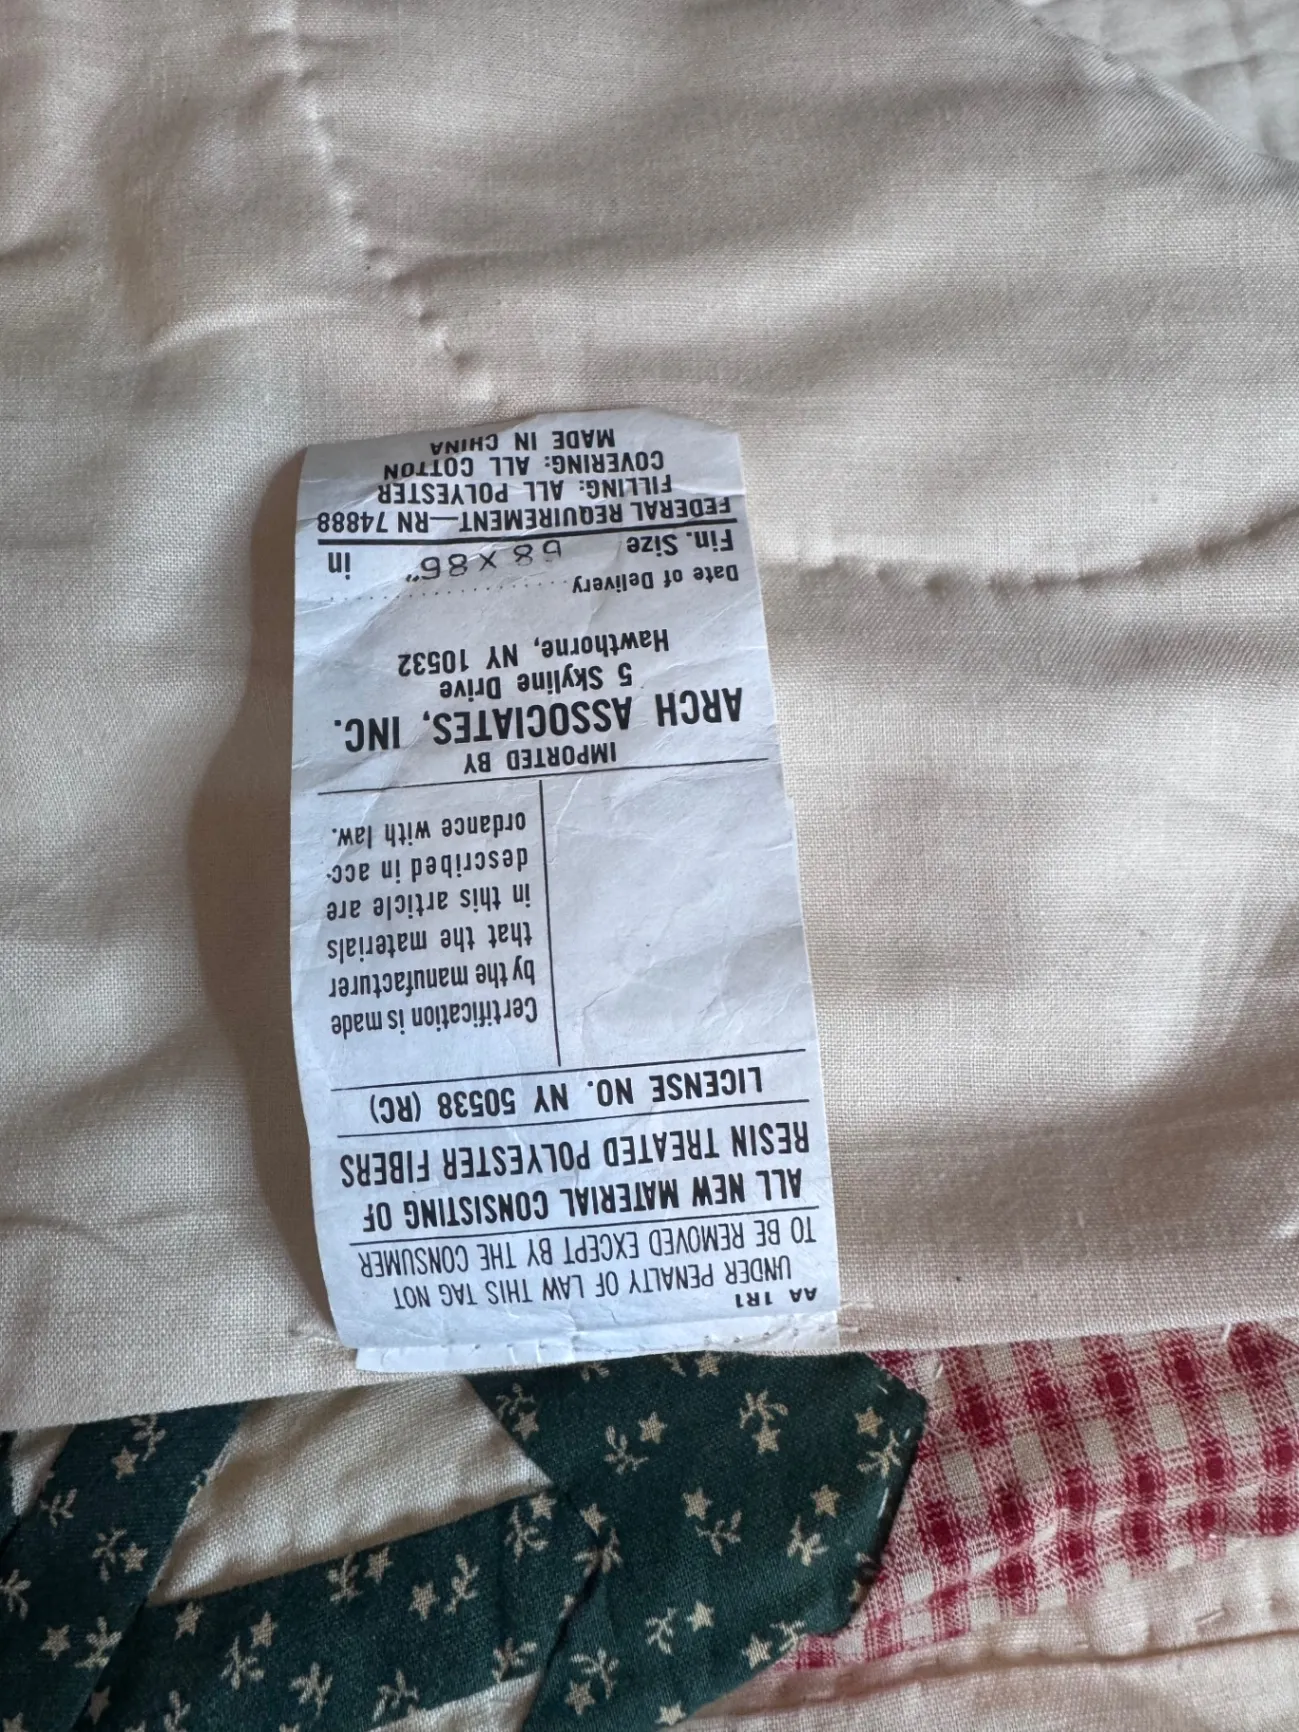 AA 1R1
UNDER PENALTY OF LAW THIS TAG NOT
TO BE REMOVED EXCEPT BY THE CONSUMER
ALL NEW MATERIAL CONSISTING OF
RESIN TREATED POLYESTER FIBERS
LICENSE NO. NY 50538 (RC)
Certification is made
by the manufacturer
that the materials
in this article are
described in acc-
ordance with law.
IMPORTED BY
ARCH ASSOCIATES, INC.
5 Skyline Drive
Hawthorne, NY 10532
Date of Delivery
Fin. Size 68 x 86" in
FEDERAL REQUIREMENT—RN 74888
FILLING: ALL POLYESTER
COVERING: ALL COTTON
MADE IN CHINA